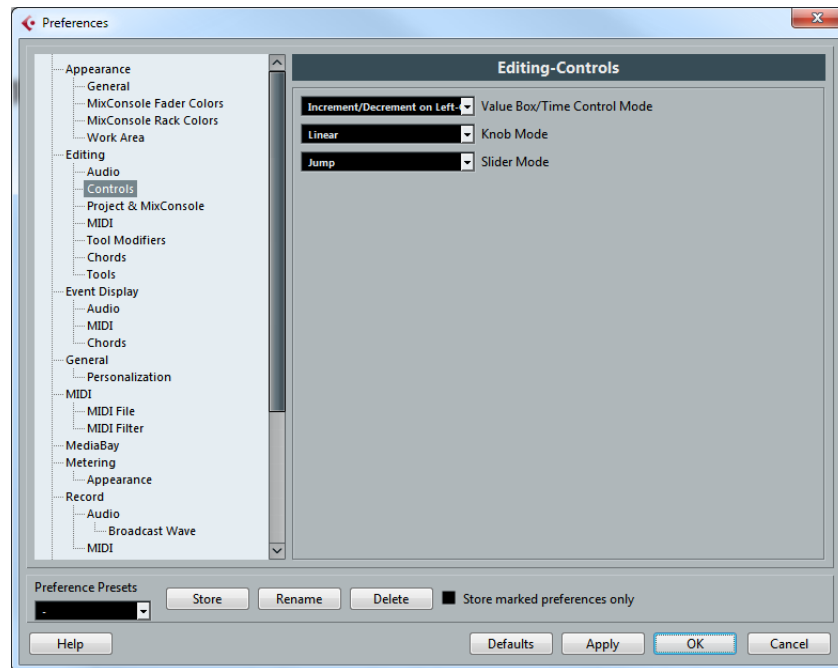 Preferences
Appearance
General
MixConsole Fader Colors
MixConsole Rack Colors
Work Area
Editing
Audio
Controls
Project & MixConsole
MIDI
Tool Modifiers
Chords
Tools
Event Display
Audio
MIDI
Chords
General
Personalization
MIDI
MIDI File
MIDI Filter
MediaBay
Metering
Appearance
Record
Audio
Broadcast Wave
MIDI
Editing-Controls
Increment/Decrement on Left- Value Box/Time Control Mode
Linear Knob Mode
Jump Slider Mode
Preference Presets
- Store Rename Delete Store marked preferences only
Help Defaults Apply OK Cancel